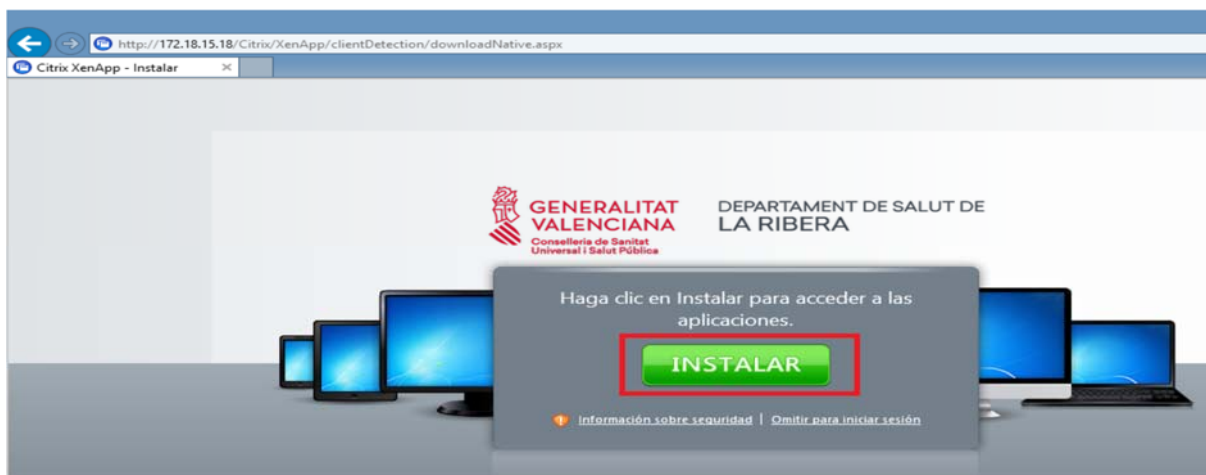 http://172.18.15.18/Citrix/XenApp/clientDetection/downloadNative.aspx
Citrix XenApp - Instalar
GENERALITAT
VALENCIANA
Conselleria de Sanitat
Universal i Salut Pública
DEPARTAMENT DE SALUT DE
LA RIBERA
Haga clic en Instalar para acceder a las
aplicaciones.
INSTALAR
Información sobre seguridad | Omitir para iniciar sesión